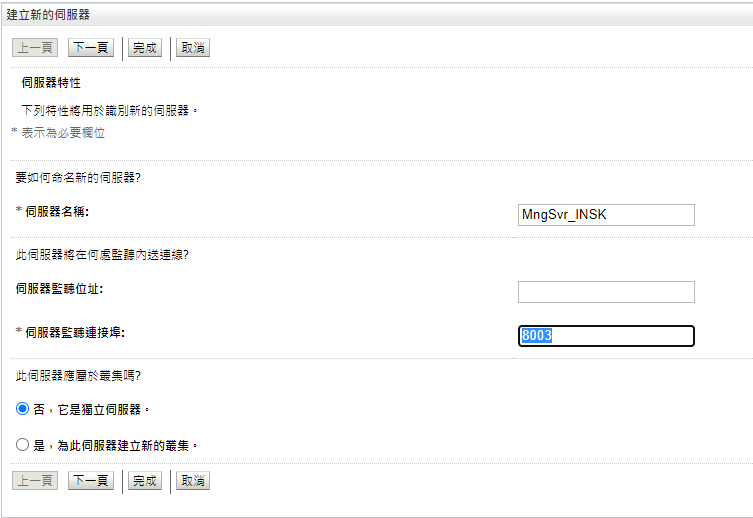 建立新的伺服器
上一頁 下一頁 完成 取消
伺服器特性
下列特性將用於識別新的伺服器。
* 表示為必要欄位
要如何命名新的伺服器?
* 伺服器名稱: MngSvr_INSK
此伺服器將在何處監聽內送連線?
伺服器監聽位址:
* 伺服器監聽連接埠: 8003
此伺服器應屬於叢集嗎?
否，它是獨立伺服器。
是，為此伺服器建立新的叢集。
上一頁 下一頁 完成 取消